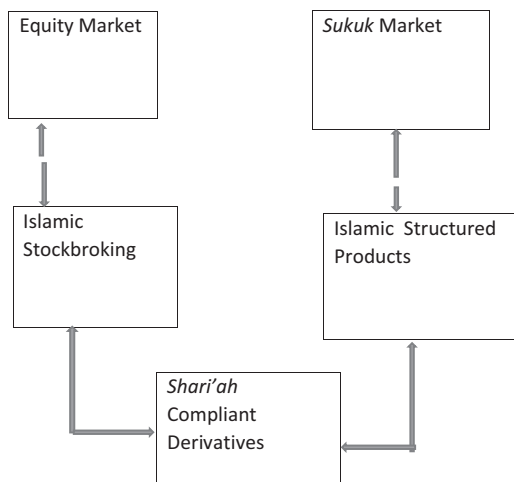 Equity Market
Sukuk Market
Islamic
Stockbroking
Islamic Structured
Products
Shari’ah
Compliant
Derivatives